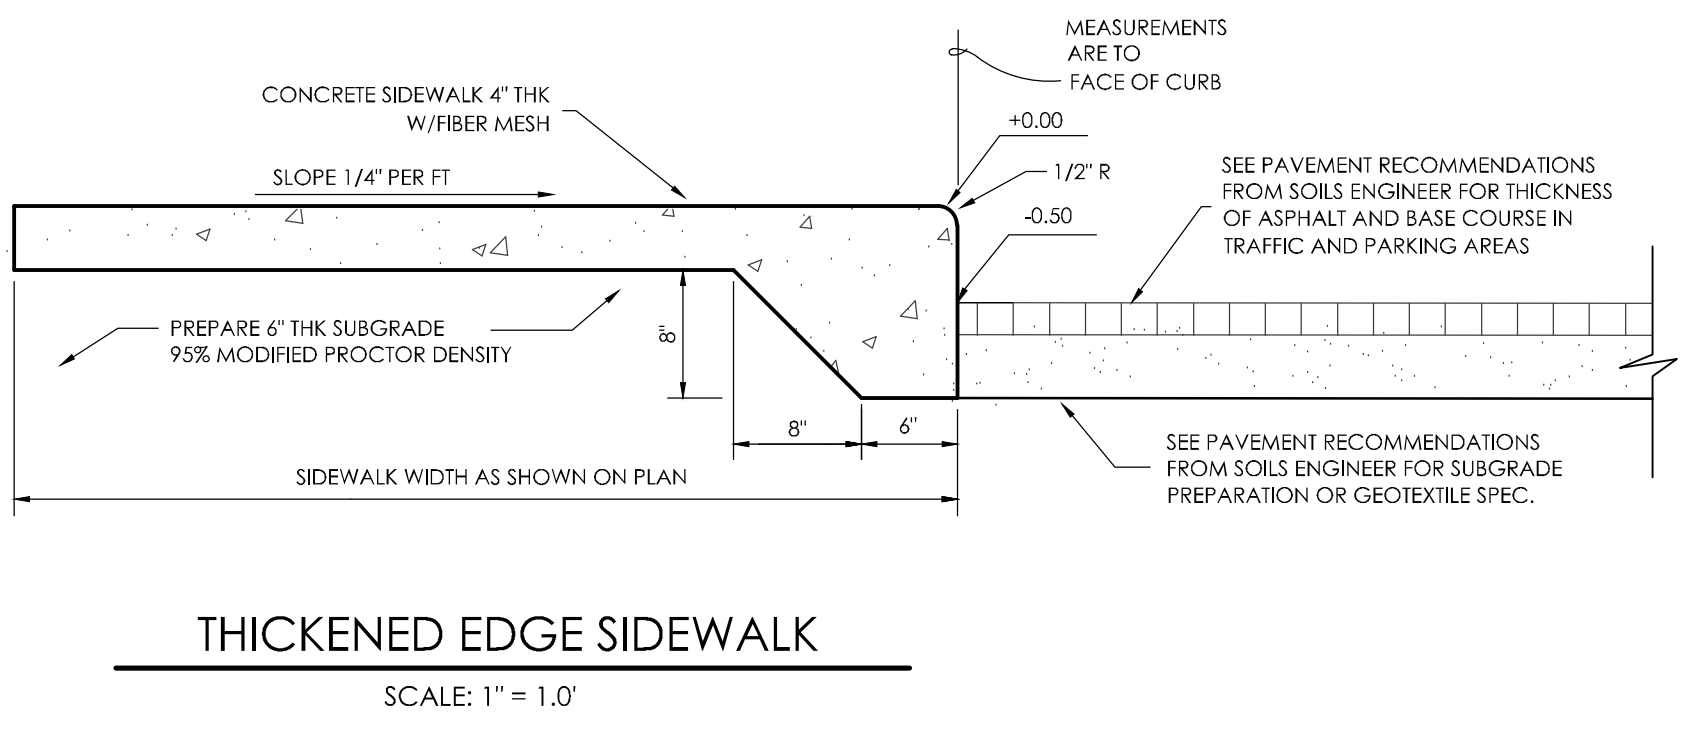 MEASUREMENTS
ARE TO
FACE OF CURB
CONCRETE SIDEWALK 4" THK
W/FIBER MESH
+0.00
SLOPE 1/4" PER FT
1/2" R
-0.50
SEE PAVEMENT RECOMMENDATIONS
FROM SOILS ENGINEER FOR THICKNESS
OF ASPHALT AND BASE COURSE IN
TRAFFIC AND PARKING AREAS
PREPARE 6" THK SUBGRADE
95% MODIFIED PROCTOR DENSITY
8"
8"
6"
SEE PAVEMENT RECOMMENDATIONS
FROM SOILS ENGINEER FOR SUBGRADE
PREPARATION OR GEOTEXTILE SPEC.
SIDEWALK WIDTH AS SHOWN ON PLAN
THICKENED EDGE SIDEWALK
SCALE: 1" = 1.0'